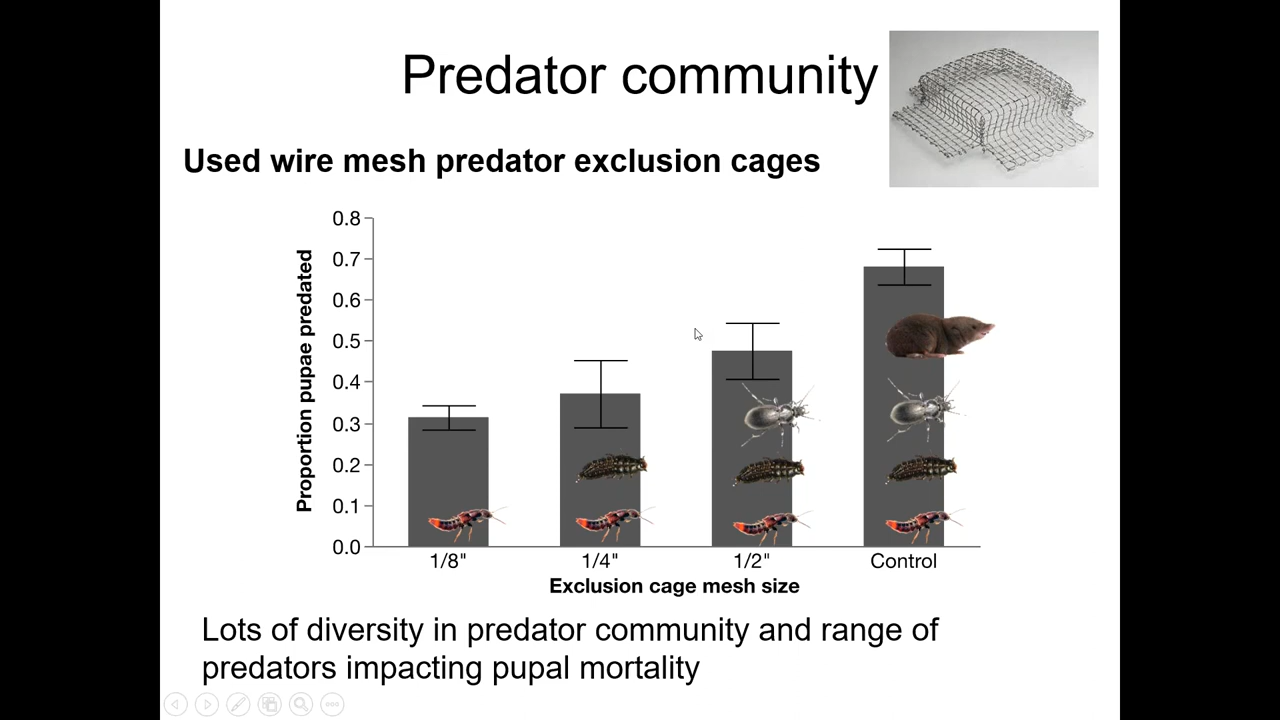 Predator community
Used wire mesh predator exclusion cages
0.8
0.7
0.6
0.5
0.4
0.3
0.2
0.1
0.0
Proportion pupae predated
1/8" 1/4" 1/2" Control
Exclusion cage mesh size
Lots of diversity in predator community and range of
predators impacting pupal mortality